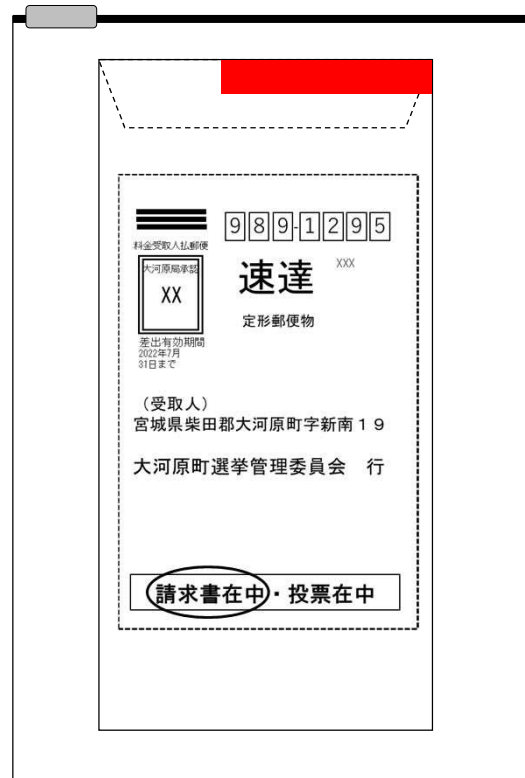 989-1295
料金受取人払郵便
大河原局承認
XX
速達
XXX
定形郵便物
差出有効期間
2022年7月
31日まで
(受取人)
宮城県柴田郡大河原町字新南19
大河原町選挙管理委員会 行
請求書在中・投票在中